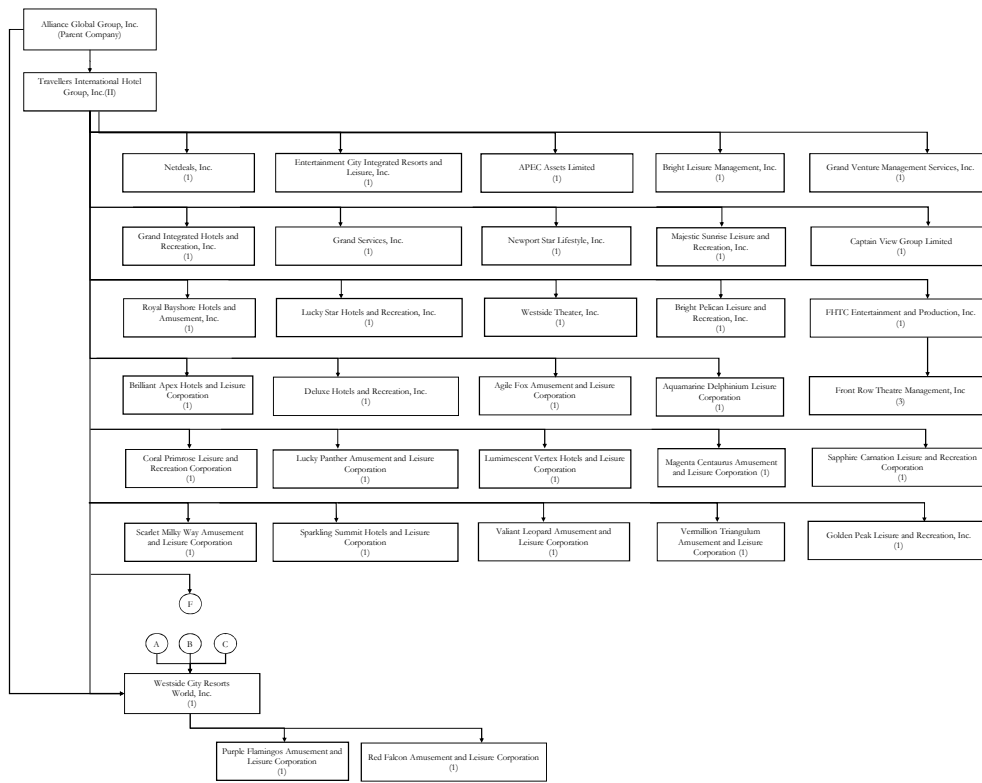 Alliance Global Group, Inc.
(Parent Company)
Travellers International Hotel
Group, Inc.(II)
Netdeals, Inc.
(1)
Entertainment City Integrated Resorts and
Leisure, Inc.
(1)
APEC Assets Limited
(1)
Bright Leisure Management, Inc.
(1)
Grand Venture Management Services, Inc.
(1)
Grand Integrated Hotels and
Recreation, Inc.
(1)
Grand Services, Inc.
(1)
Newport Star Lifestyle, Inc.
(1)
Majestic Sunrise Leisure and
Recreation, Inc.
(1)
Captain View Group Limited
(1)
Royal Bayshore Hotels and
Amusement, Inc.
(1)
Lucky Star Hotels and Recreation, Inc.
(1)
Westside Theater, Inc.
(1)
Bright Pelican Leisure and
Recreation, Inc.
(1)
FHTC Entertainment and Production, Inc.
(1)
Brilliant Apex Hotels and Leisure
Corporation
(1)
Deluxe Hotels and Recreation, Inc.
(1)
Agile Fox Amusement and Leisure
Corporation
(1)
Aquamarine Delphinium Leisure
Corporation
(1)
Front Row Theatre Management, Inc
(3)
Coral Primrose Leisure and
Recreation Corporation
(1)
Lucky Panther Amusement and Leisure
Corporation
(1)
Lumimescent Vertex Hotels and Leisure
Corporation
(1)
Magenta Centaurus Amusement
and Leisure Corporation (1)
Sapphire Carnation Leisure and Recreation
Corporation
(1)
Scarlet Milky Way Amusement
and Leisure Corporation
(1)
Sparkling Summit Hotels and Leisure
Corporation
(1)
Valiant Leopard Amusement and
Leisure Corporation
(1)
Vermillion Triangulum
Amusement and Leisure
Corporation (1)
Golden Peak Leisure and Recreation, Inc.
(1)
F
A
B
C
Westside City Resorts
World, Inc.
(1)
Purple Flamingos Amusement and
Leisure Corporation
(1)
Red Falcon Amusement and Leisure Corporation
(1)